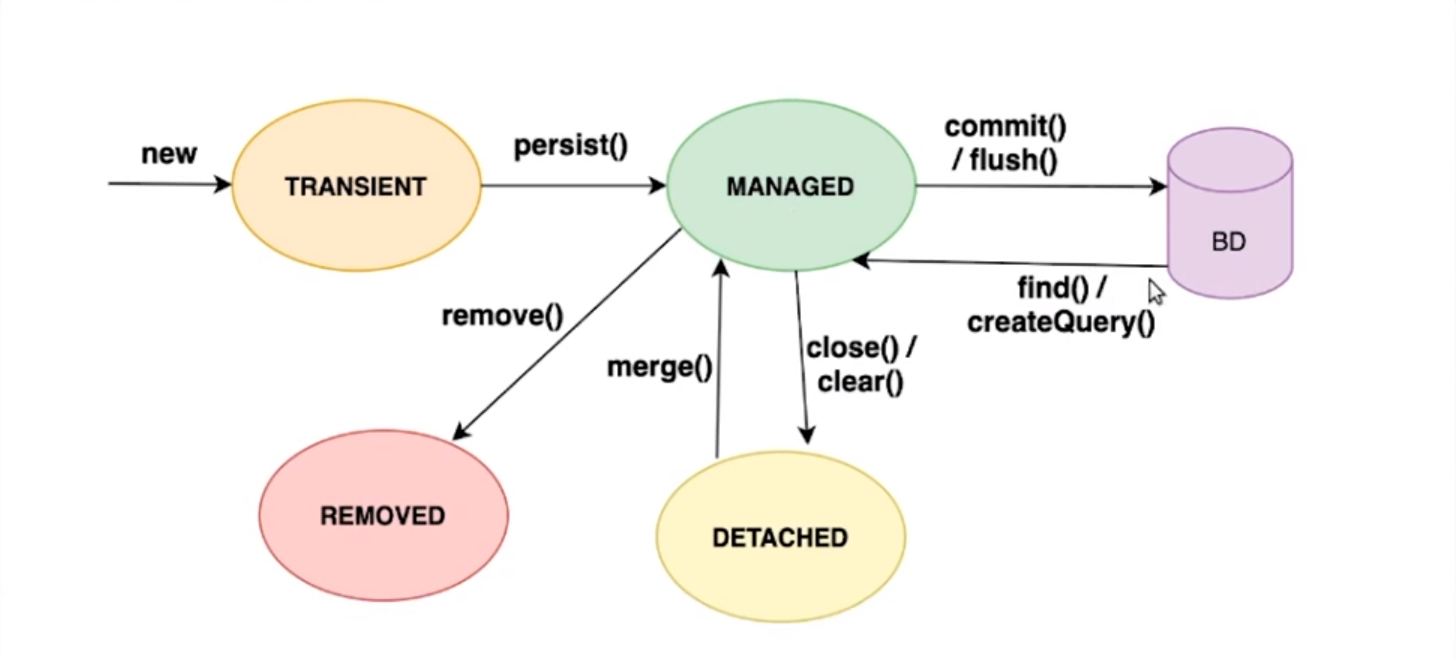 new
TRANSIENT
persist()
MANAGED
commit()
/ flush()
BD
find() /
createQuery()
remove()
merge()
close() /
clear()
REMOVED
DETACHED